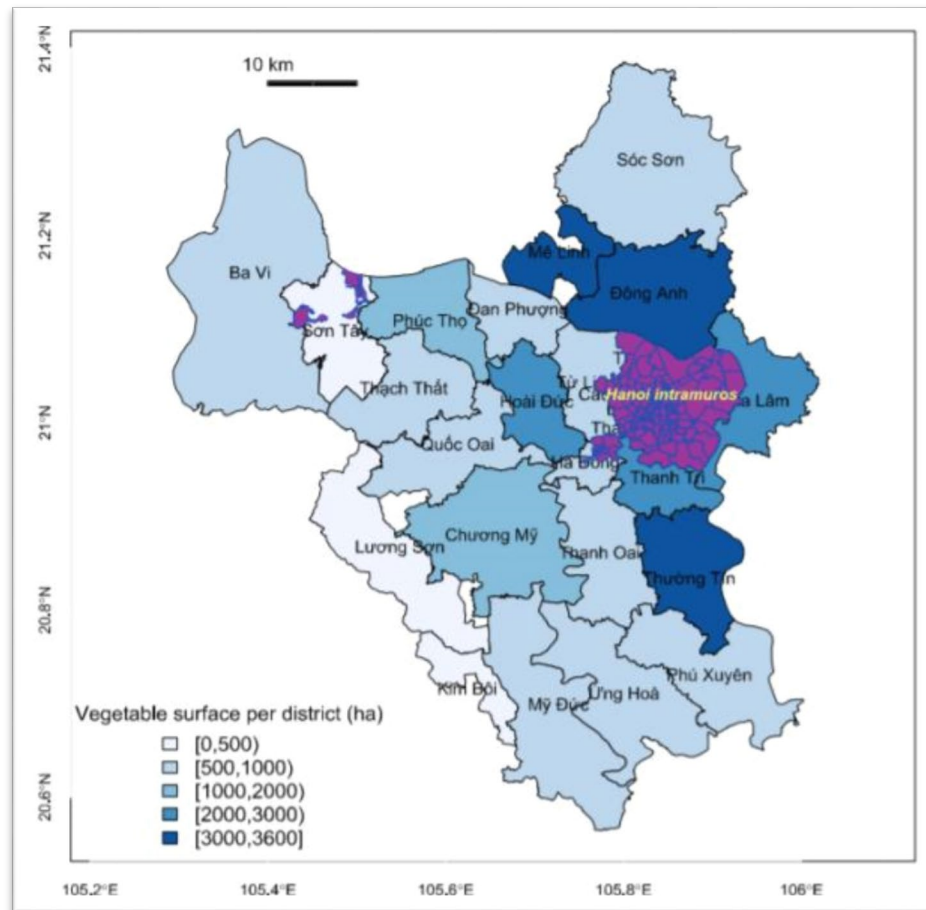 21.4°N
10 km
Sóc Sơn
21.2°N
Mê Linh
Ba Vì
Đông Anh
Đan Phượng
Phúc Thọ
Sơn Tây
Thạch Thất
Hoài Đức
Hanoi intramuros
21°N
Quốc Oai
Hà Đông
Thanh Trì
Chương Mỹ
Lương Sơn
Thanh Oai
Thường Tín
20.8°N
Phú Xuyên
Kim Bôi
Mỹ Đức
Ứng Hoà
Vegetable surface per district (ha)
[0,500)
[500,1000)
[1000,2000)
[2000,3000)
[3000,3600]
20.6°N
105.2°E
105.4°E
105.6°E
105.8°E
106°E